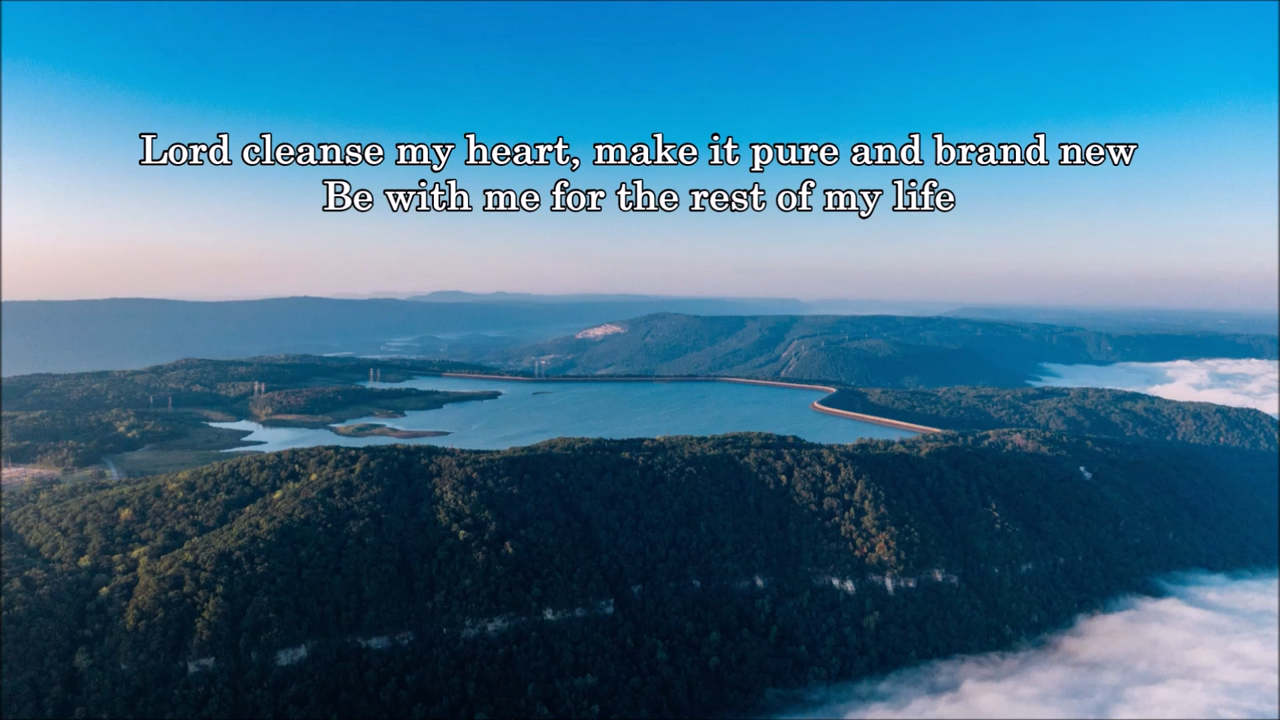 Lord cleanse my heart, make it pure and brand new
Be with me for the rest of my life